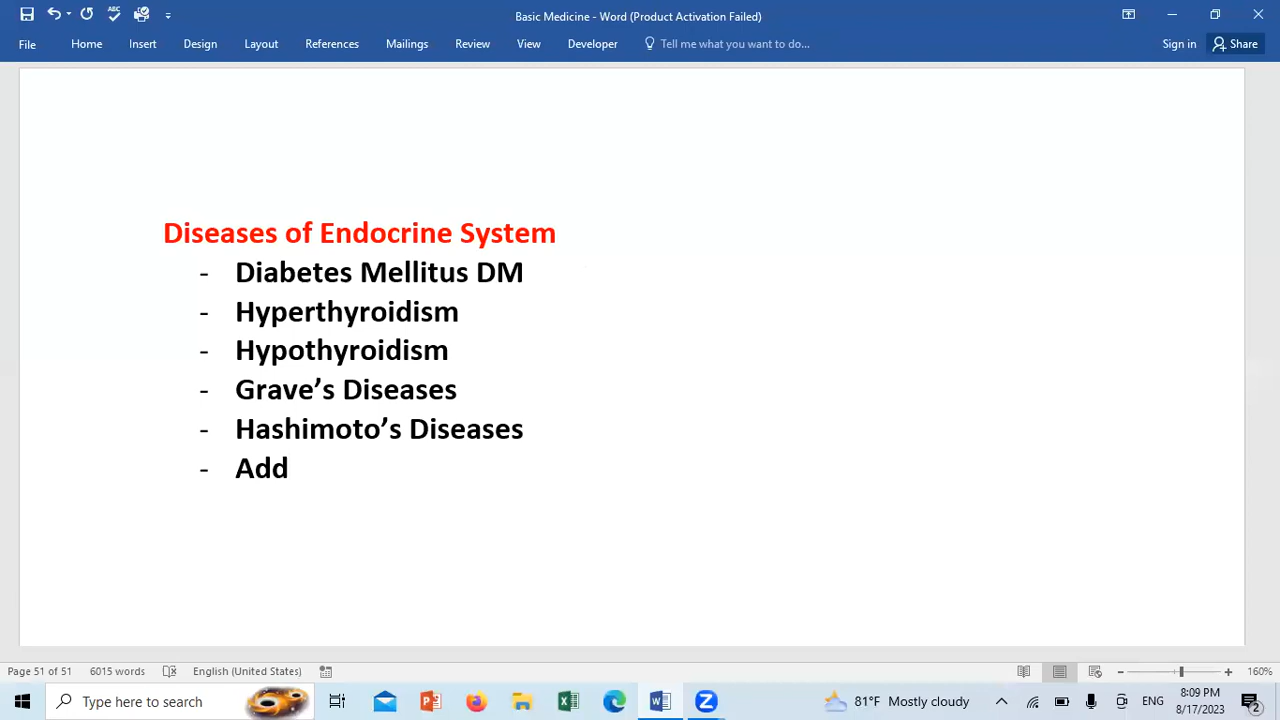 Basic Medicine - Word (Product Activation Failed)
File Home Insert Design Layout References Mailings Review View Developer Tell me what you want to do... Sign in Share
Diseases of Endocrine System
- Diabetes Mellitus DM
- Hyperthyroidism
- Hypothyroidism
- Grave’s Diseases
- Hashimoto’s Diseases
- Add
Page 51 of 51 6015 words English (United States) 160%
Type here to search 81°F Mostly cloudy ENG 8:09 PM
8/17/2023 2